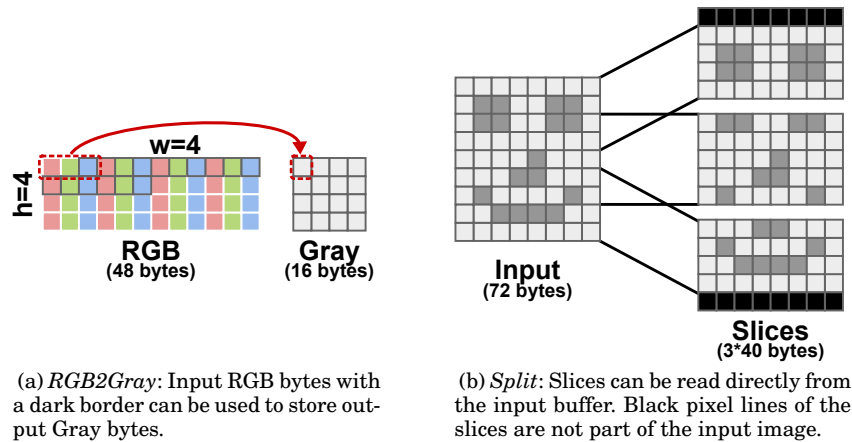 w=4
h=4
RGB
(48 bytes)
Gray
(16 bytes)
(a) RGB2Gray: Input RGB bytes with
a dark border can be used to store out-
put Gray bytes.
Input
(72 bytes)
Slices
(3*40 bytes)
(b) Split: Slices can be read directly from
the input buffer. Black pixel lines of the
slices are not part of the input image.